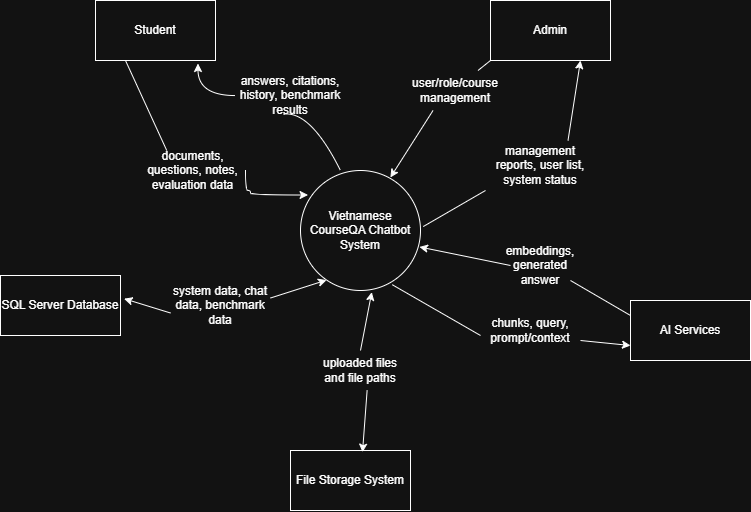 Student
Admin
answers, citations,
history, benchmark
results
user/role/course
management
documents,
questions, notes,
evaluation data
management
reports, user list,
system status
Vietnamese
CourseQA Chatbot
System
embeddings,
generated
answer
SQL Server Database
system data, chat
data, benchmark
data
chunks, query,
prompt/context
AI Services
uploaded files
and file paths
File Storage System